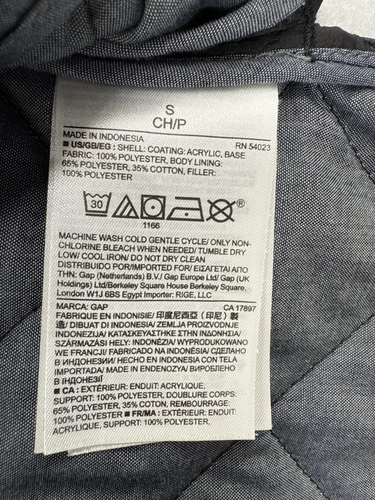 S
CH/P
MADE IN INDONESIA RN 54023
■ US/GB/EG : SHELL: COATING: ACRYLIC, BASE
FABRIC: 100% POLYESTER, BODY LINING:
65% POLYESTER, 35% COTTON, FILLER:
100% POLYESTER
30
1166
MACHINE WASH COLD GENTLE CYCLE/ ONLY NON-
CHLORINE BLEACH WHEN NEEDED/ TUMBLE DRY
LOW/ COOL IRON/ DO NOT DRY CLEAN
DISTRIBUIDO POR/IMPORTED FOR/ ΕΙΣΑΓΕΤΑΙ ΑΠΟ
ΤΗΝ: Gap (Netherlands) B.V./ Gap Ltd/ Gap (UK
Holdings) Ltd/Berkeley Square House Berkeley Square,
London W1J 6BS Egypt Importer: RIGE, LLC
MARCA: GAP CA 17897
FABRIQUE EN INDONISIE/ 印度尼西亞(印尼)製
造/ DIBUAT DI INDONESIA/ ZEMLJA PROIZVODNJE
INDONEZIJA/ ΚΑΤΑΣΚΕΥΑΣΤΗΚΕ ΣΤΗΝ ΙΝΔΟΝΗΣΙΑ/
SZÁRMAZÁSI HELY: INDONÉZIA/ WYPRODUKOWANO
WE FRANCJI/ FABRICADO NA INDONÉSIA/ СДЕЛАНО
В ИНДОНЕЗИИ/ HECHO EN INDONESIA CON TELA
IMPORTADA/ MADE IN ENDONEZYA/ ВИРОБЛЕНО
В ІНДОНЕЗІЇ
■ CA : EXTÉRIEUR: ENDUIT: ACRYLIQUE,
SUPPORT: 100% POLYESTER, DOUBLURE CORPS:
65% POLYESTER, 35% COTON, REMBOURRAGE:
100% POLYESTER ■ FR/MA : EXTÉRIEUR: ENDUIT:
ACRYLIQUE, SUPPORT: 100% POLYESTER,